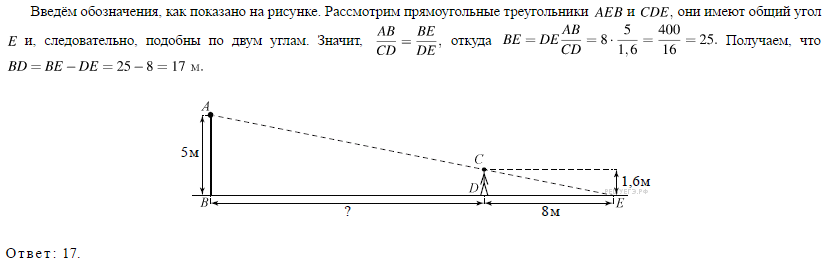 Введём обозначения, как показано на рисунке. Рассмотрим прямоугольные треугольники AEB и CDE, они имеют общий угол
E и, следовательно, подобны по двум углам. Значит, AB/CD = BE/DE, откуда BE = DE AB/CD = 8 · 5/1,6 = 400/16 = 25. Получаем, что
BD = BE − DE = 25 − 8 = 17 м.
A
5м
C
1,6м
D
B
E
?
8м
Ответ: 17.